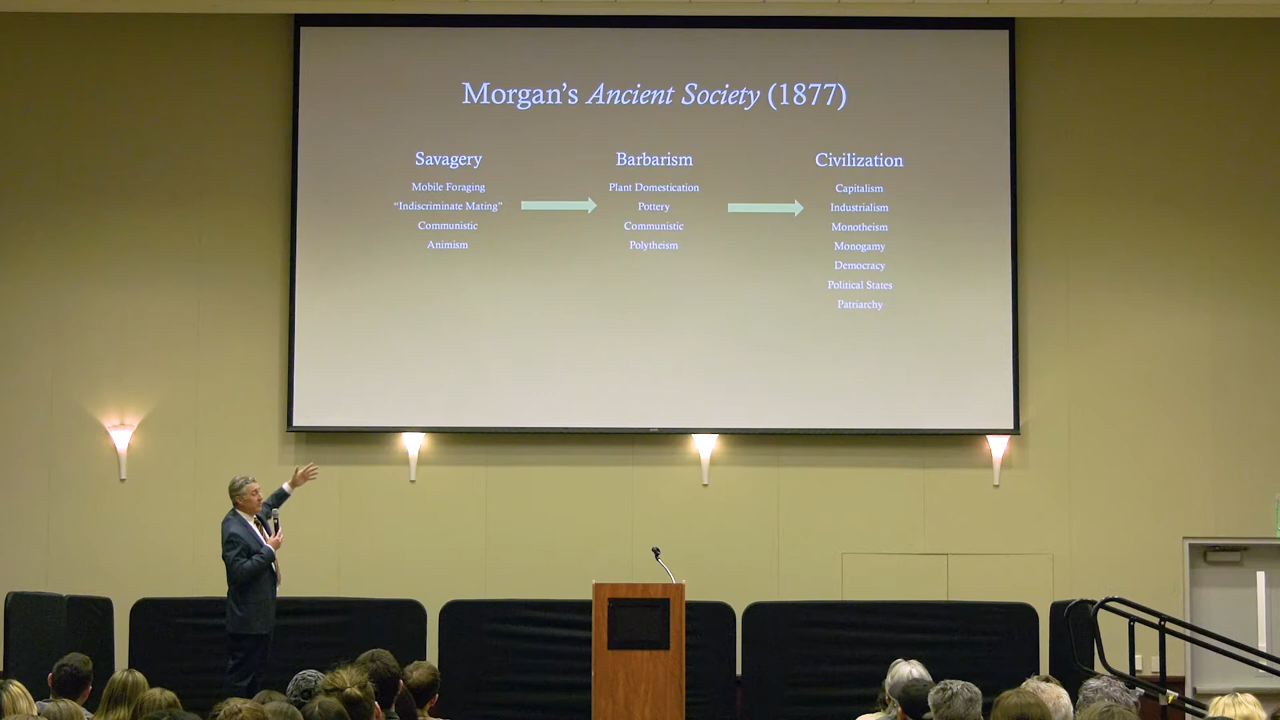 Morgan's Ancient Society (1877)
Savagery
Mobile Foraging
“Indiscriminate Mating”
Communistic
Animism
Barbarism
Plant Domestication
Pottery
Communistic
Polytheism
Civilization
Capitalism
Industrialism
Monotheism
Monogamy
Democracy
Political States
Patriarchy